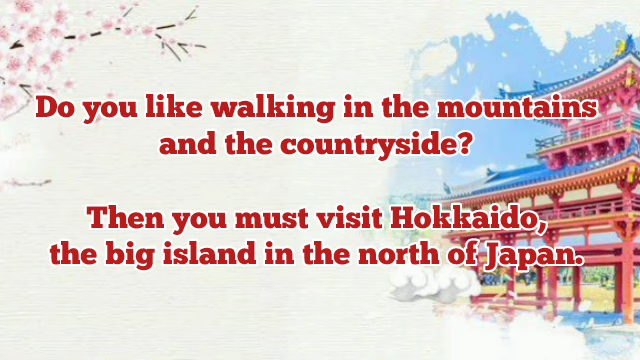 Do you like walking in the mountains
and the countryside?
Then you must visit Hokkaido,
the big island in the north of Japan.